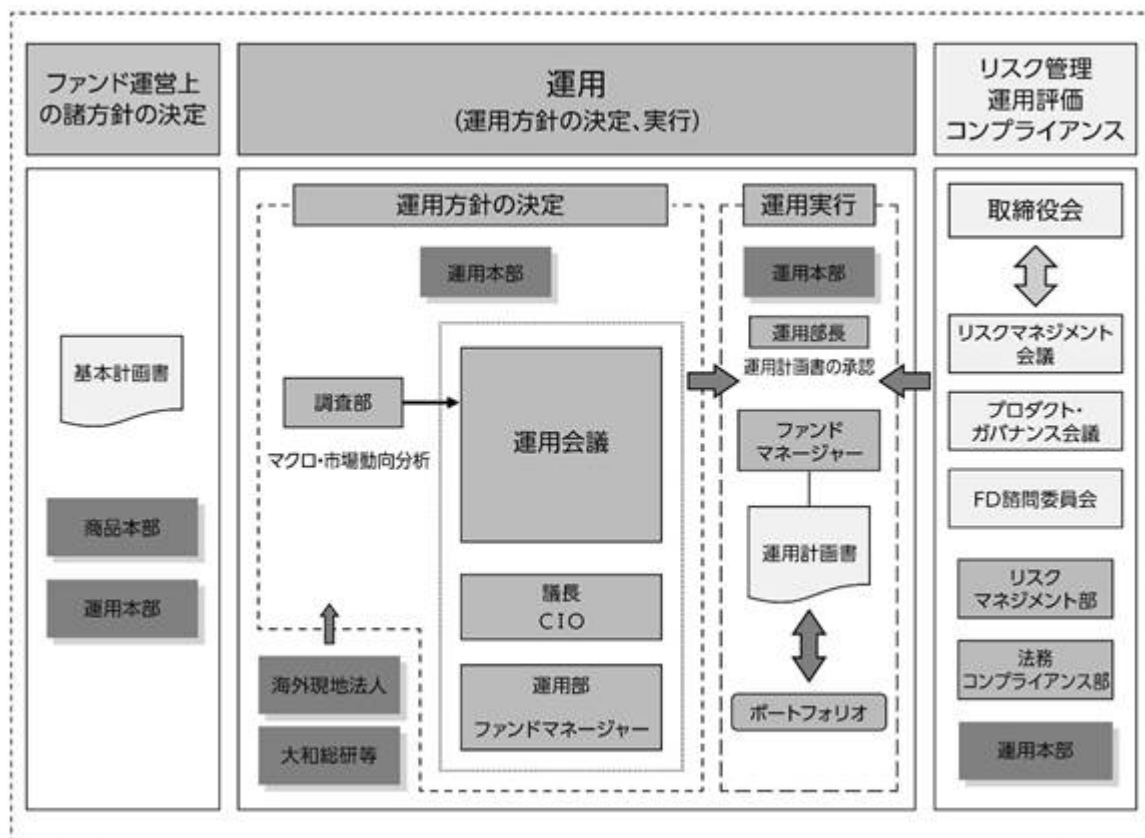 ファンド運営上
の諸方針の決定
基本計画書
商品本部
運用本部
運用
(運用方針の決定、実行)
運用方針の決定
運用本部
調査部
マクロ・市場動向分析
運用会議
議長
CIO
運用部
ファンドマネージャー
海外現地法人
大和総研等
運用実行
運用本部
運用部長
運用計画書の承認
ファンド
マネージャー
運用計画書
ポートフォリオ
リスク管理
運用評価
コンプライアンス
取締役会
リスクマネジメント
会議
プロダクト・
ガバナンス会議
FD諮問委員会
リスク
マネジメント部
法務
コンプライアンス部
運用本部